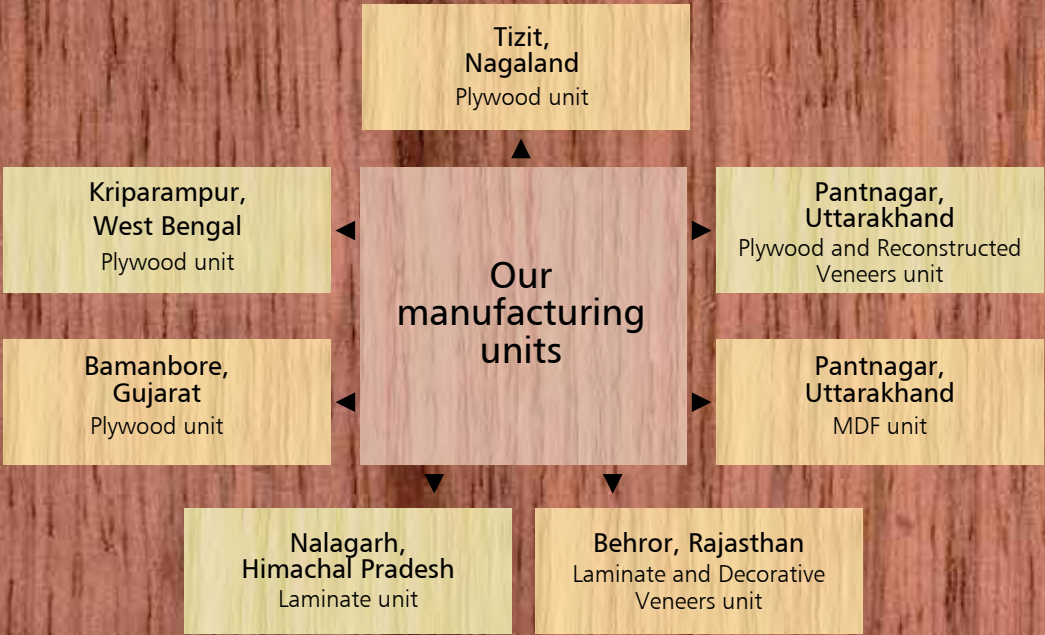 Tizit,
Nagaland
Plywood unit
Kriparampur,
West Bengal
Plywood unit
Pantnagar,
Uttarakhand
Plywood and Reconstructed
Veneers unit
Our
manufacturing
units
Bamanbore,
Gujarat
Plywood unit
Pantnagar,
Uttarakhand
MDF unit
Nalagarh,
Himachal Pradesh
Laminate unit
Behror, Rajasthan
Laminate and Decorative
Veneers unit